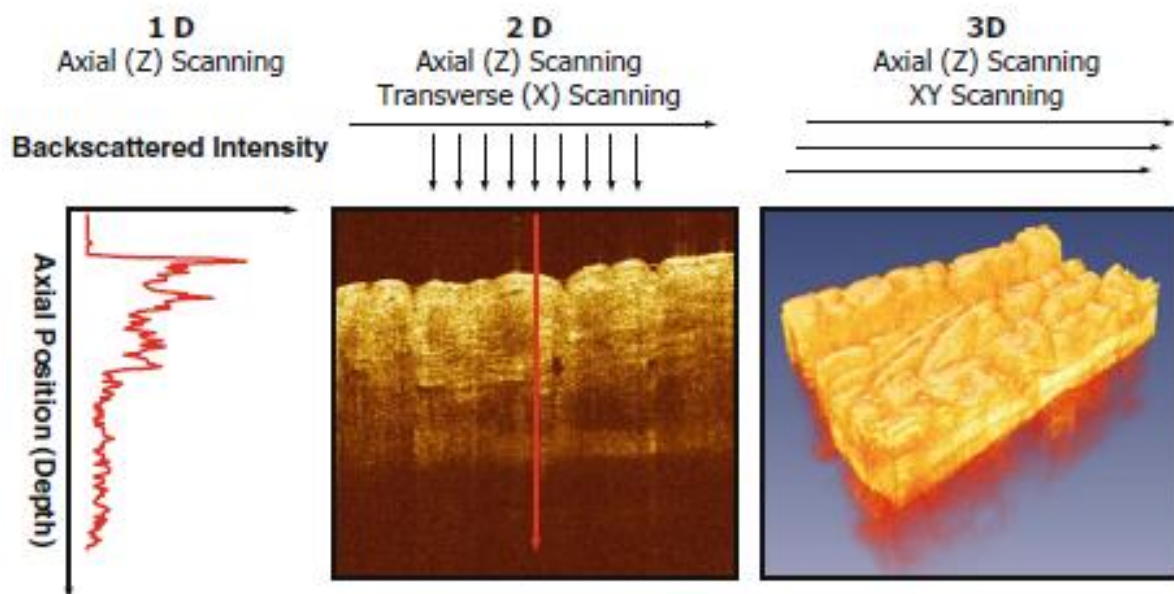 1 D
Axial (Z) Scanning
2 D
Axial (Z) Scanning
Transverse (X) Scanning
3D
Axial (Z) Scanning
XY Scanning
Backscattered Intensity
Axial Position (Depth)